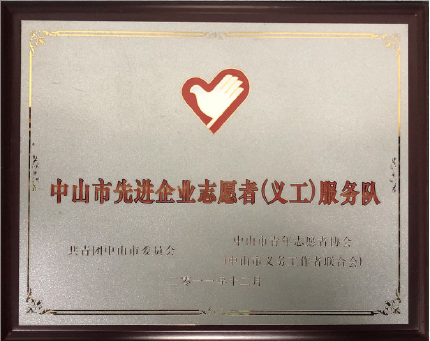 中山市先进企业志愿者(义工)服务队
共青团中山市委员会
中山市青年志愿者协会
(中山市义务工作者联合会)
二零一一年十二月